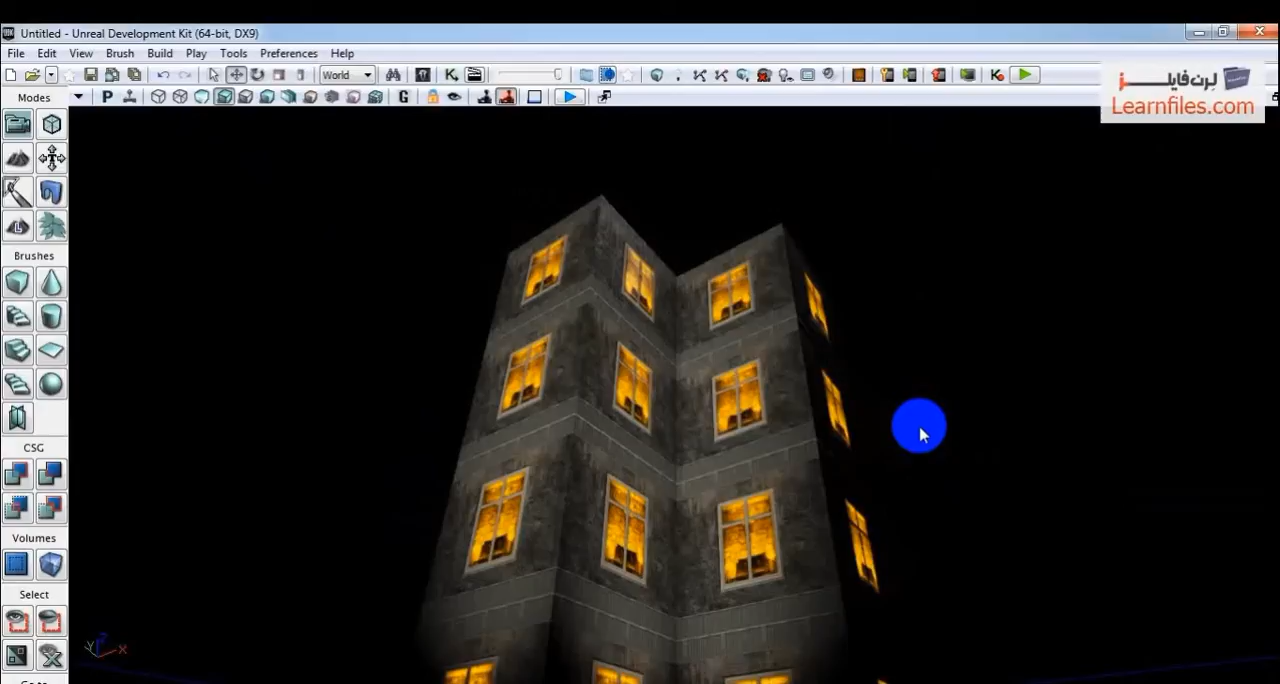 Untitled - Unreal Development Kit (64-bit, DX9)
File Edit View Brush Build Play Tools Preferences Help
World
G
P
Modes
لرن‌فایلز
Learnfiles.com
Brushes
CSG
Volumes
Select